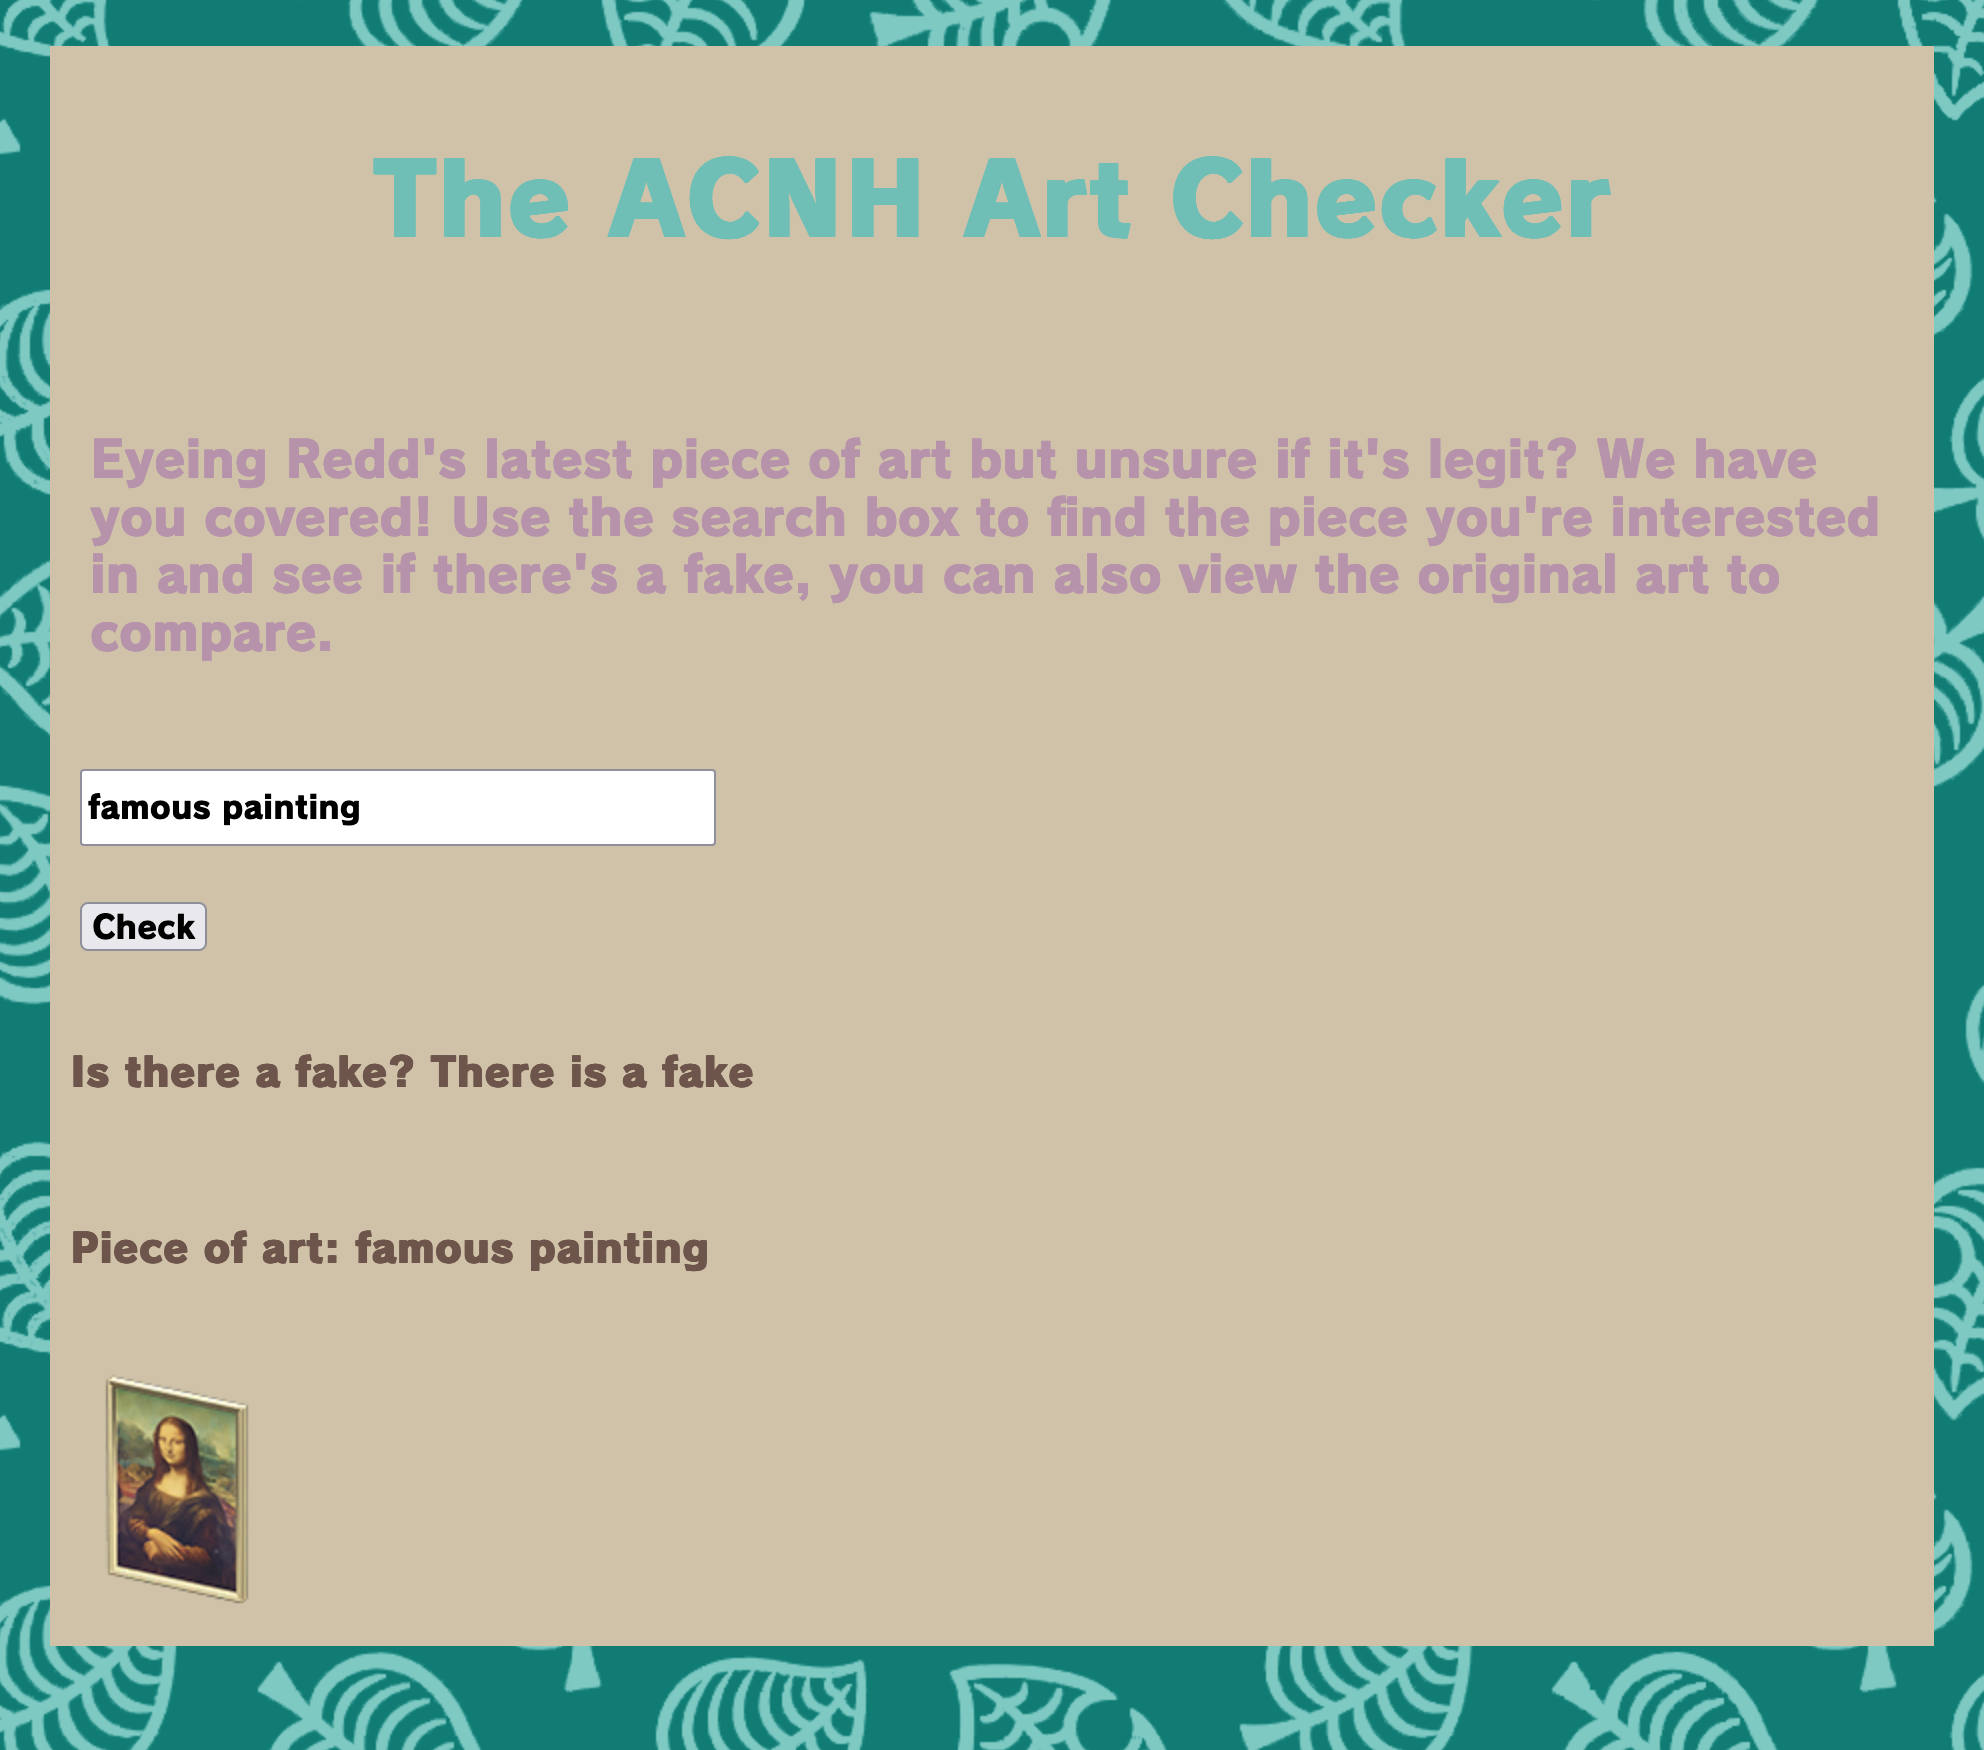 The ACNH Art Checker
Eyeing Redd's latest piece of art but unsure if it's legit? We have
you covered! Use the search box to find the piece you're interested
in and see if there's a fake, you can also view the original art to
compare.
famous painting
Check
Is there a fake? There is a fake
Piece of art: famous painting